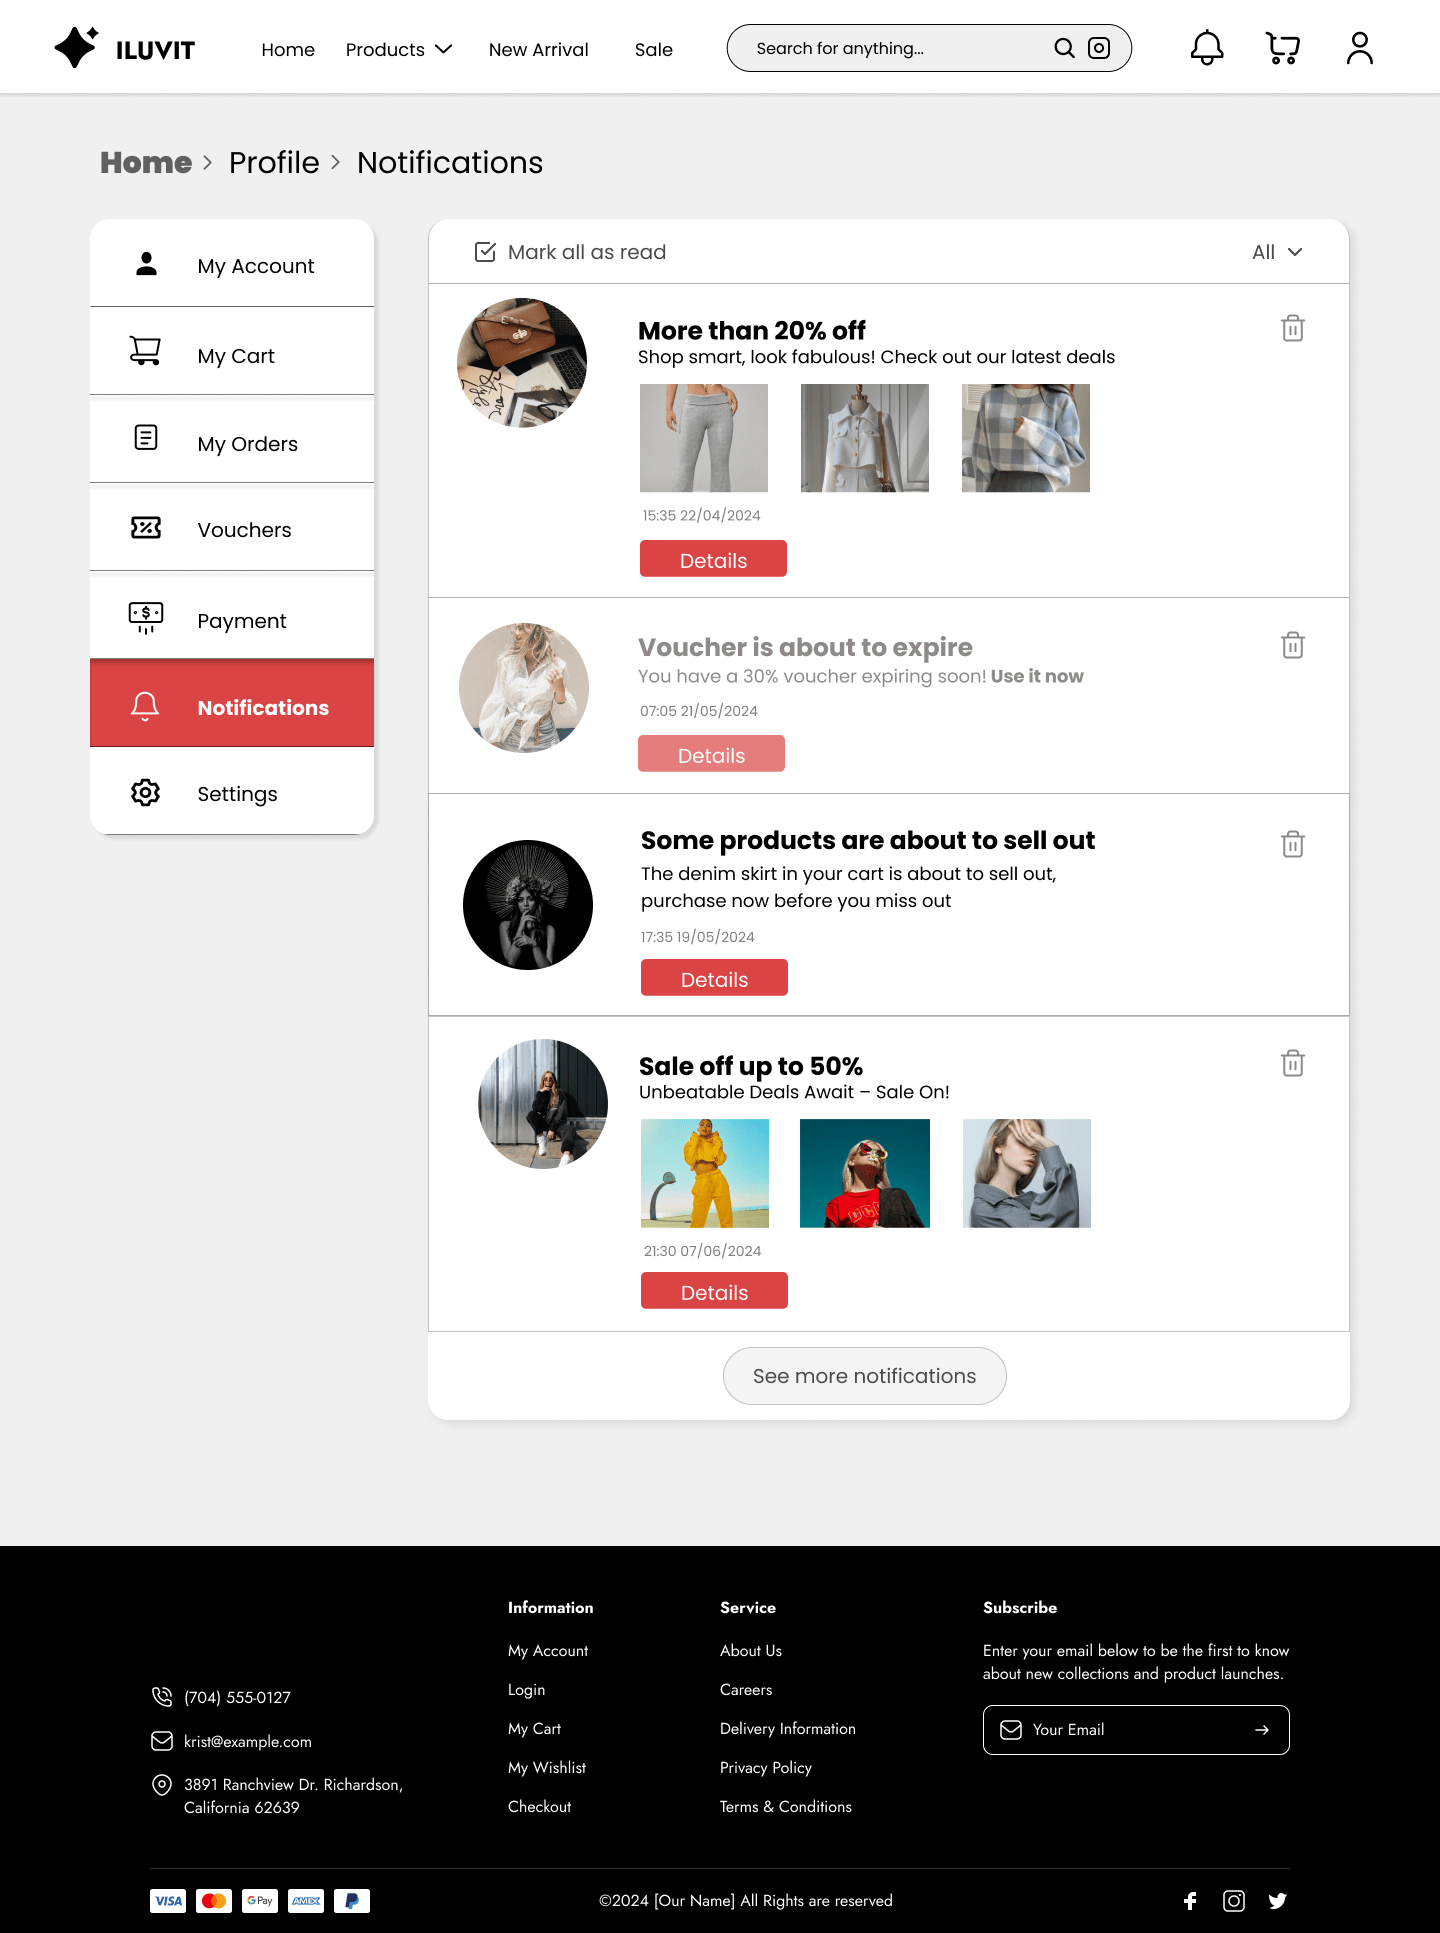 ILUVIT
Home
Products
New Arrival
Sale
Search for anything...
Home
Profile
Notifications
My Account
My Cart
My Orders
Vouchers
Payment
Notifications
Settings
Mark all as read
All
More than 20% off
Shop smart, look fabulous! Check out our latest deals
15:35 22/04/2024
Details
Voucher is about to expire
You have a 30% voucher expiring soon! Use it now
07:05 21/05/2024
Details
Some products are about to sell out
The denim skirt in your cart is about to sell out,
purchase now before you miss out
17:35 19/05/2024
Details
Sale off up to 50%
Unbeatable Deals Await – Sale On!
21:30 07/06/2024
Details
See more notifications
(704) 555-0127
krist@example.com
3891 Ranchview Dr. Richardson,
California 62639
Information
My Account
Login
My Cart
My Wishlist
Checkout
Service
About Us
Careers
Delivery Information
Privacy Policy
Terms & Conditions
Subscribe
Enter your email below to be the first to know
about new collections and product launches.
Your Email
VISA
G Pay
AMEX
©2024 [Our Name] All Rights are reserved